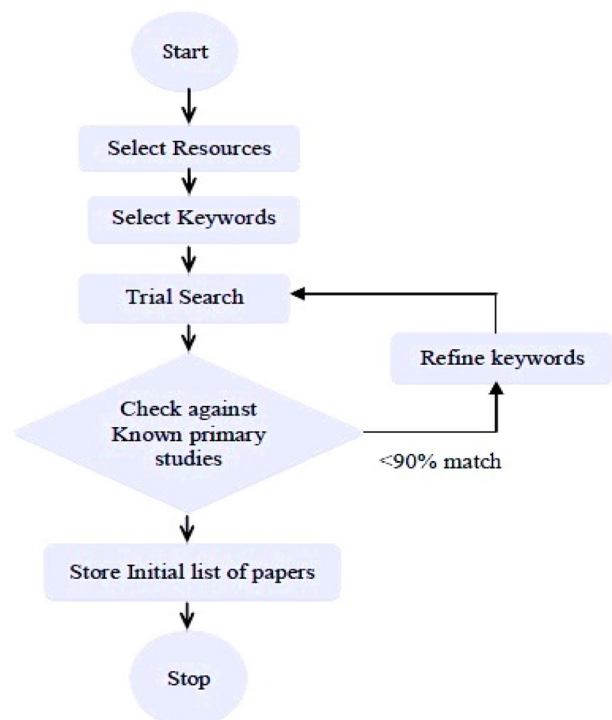 Start
Select Resources
Select Keywords
Trial Search
Refine keywords
Check against
Known primary
studies
<90% match
Store Initial list of papers
Stop